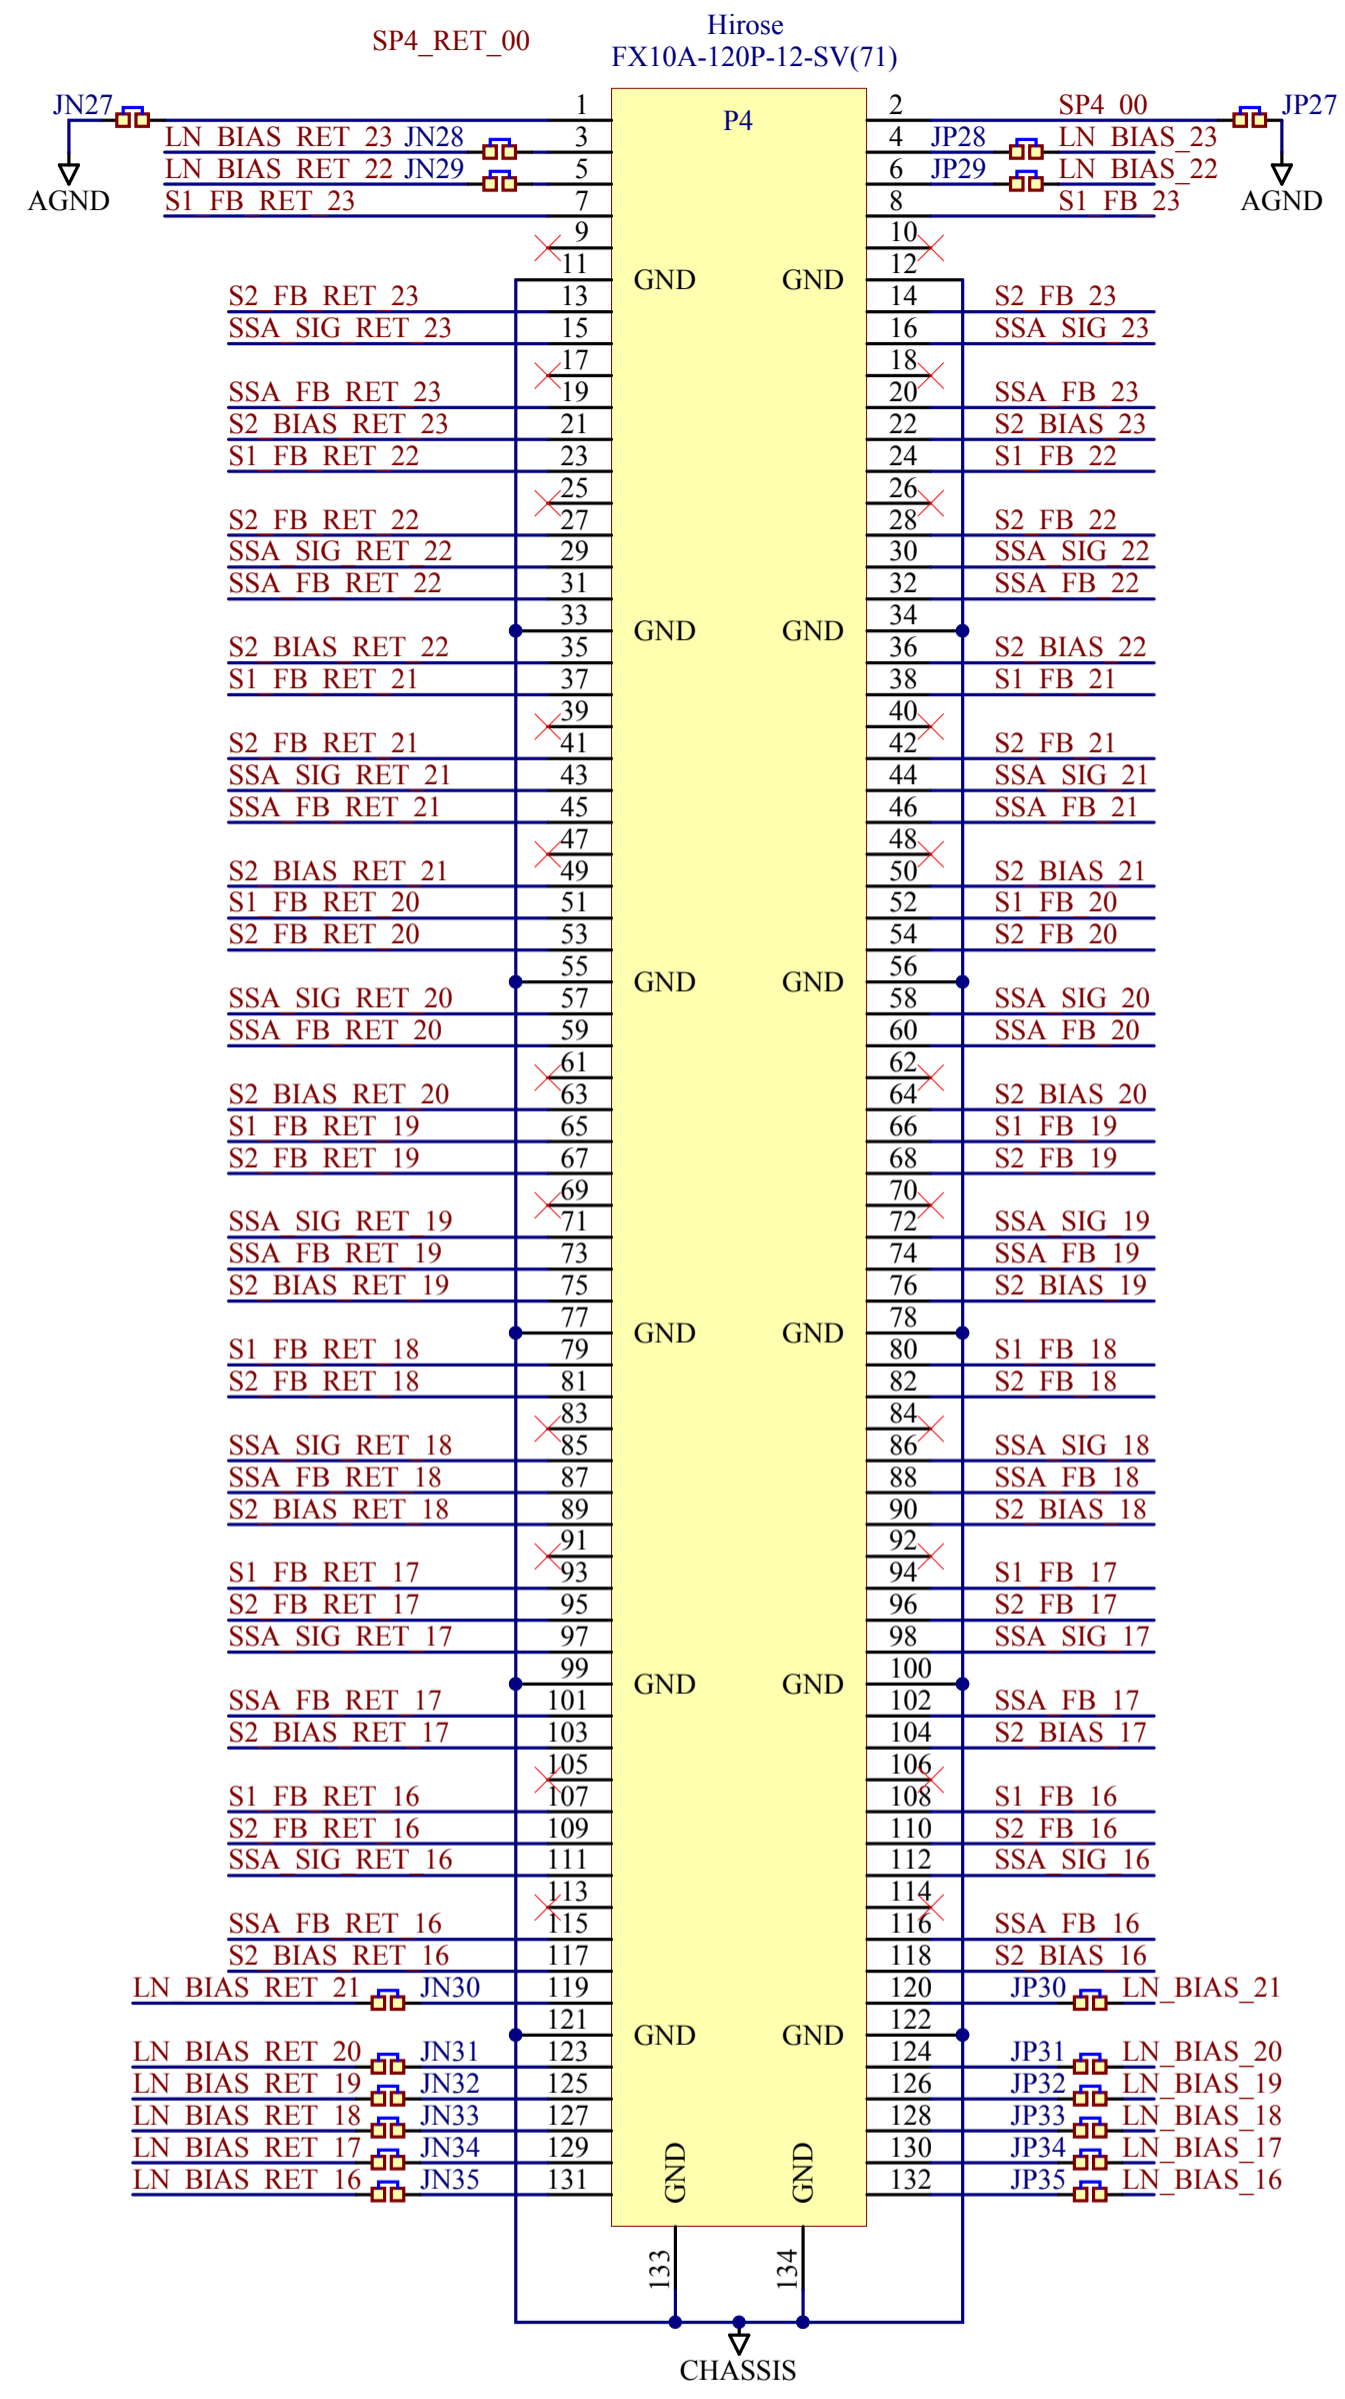 Hirose
SP4_RET_00
FX10A-120P-12-SV(71)
JN27 1 P4 2 SP4_00 JP27
LN_BIAS_RET_23 JN28 3 4 JP28 LN_BIAS_23
LN_BIAS_RET_22 JN29 5 6 JP29 LN_BIAS_22
AGND S1_FB_RET_23 7 8 S1_FB_23 AGND
9 10
11 GND GND 12
S2_FB_RET_23 13 14 S2_FB_23
SSA_SIG_RET_23 15 16 SSA_SIG_23
17 18
SSA_FB_RET_23 19 20 SSA_FB_23
S2_BIAS_RET_23 21 22 S2_BIAS_23
S1_FB_RET_22 23 24 S1_FB_22
25 26
S2_FB_RET_22 27 28 S2_FB_22
SSA_SIG_RET_22 29 30 SSA_SIG_22
SSA_FB_RET_22 31 32 SSA_FB_22
33 GND GND 34
S2_BIAS_RET_22 35 36 S2_BIAS_22
S1_FB_RET_21 37 38 S1_FB_21
39 40
S2_FB_RET_21 41 42 S2_FB_21
SSA_SIG_RET_21 43 44 SSA_SIG_21
SSA_FB_RET_21 45 46 SSA_FB_21
47 48
S2_BIAS_RET_21 49 50 S2_BIAS_21
S1_FB_RET_20 51 52 S1_FB_20
S2_FB_RET_20 53 54 S2_FB_20
55 GND GND 56
SSA_SIG_RET_20 57 58 SSA_SIG_20
SSA_FB_RET_20 59 60 SSA_FB_20
61 62
S2_BIAS_RET_20 63 64 S2_BIAS_20
S1_FB_RET_19 65 66 S1_FB_19
S2_FB_RET_19 67 68 S2_FB_19
69 70
SSA_SIG_RET_19 71 72 SSA_SIG_19
SSA_FB_RET_19 73 74 SSA_FB_19
S2_BIAS_RET_19 75 76 S2_BIAS_19
77 GND GND 78
S1_FB_RET_18 79 80 S1_FB_18
S2_FB_RET_18 81 82 S2_FB_18
83 84
SSA_SIG_RET_18 85 86 SSA_SIG_18
SSA_FB_RET_18 87 88 SSA_FB_18
S2_BIAS_RET_18 89 90 S2_BIAS_18
91 92
S1_FB_RET_17 93 94 S1_FB_17
S2_FB_RET_17 95 96 S2_FB_17
SSA_SIG_RET_17 97 98 SSA_SIG_17
99 GND GND 100
SSA_FB_RET_17 101 102 SSA_FB_17
S2_BIAS_RET_17 103 104 S2_BIAS_17
105 106
S1_FB_RET_16 107 108 S1_FB_16
S2_FB_RET_16 109 110 S2_FB_16
SSA_SIG_RET_16 111 112 SSA_SIG_16
113 114
SSA_FB_RET_16 115 116 SSA_FB_16
S2_BIAS_RET_16 117 118 S2_BIAS_16
LN_BIAS_RET_21 JN30 119 120 JP30 LN_BIAS_21
121 GND GND 122
LN_BIAS_RET_20 JN31 123 124 JP31 LN_BIAS_20
LN_BIAS_RET_19 JN32 125 126 JP32 LN_BIAS_19
LN_BIAS_RET_18 JN33 127 128 JP33 LN_BIAS_18
LN_BIAS_RET_17 JN34 129 130 JP34 LN_BIAS_17
LN_BIAS_RET_16 JN35 131 GND GND 132 JP35 LN_BIAS_16
133 134
CHASSIS